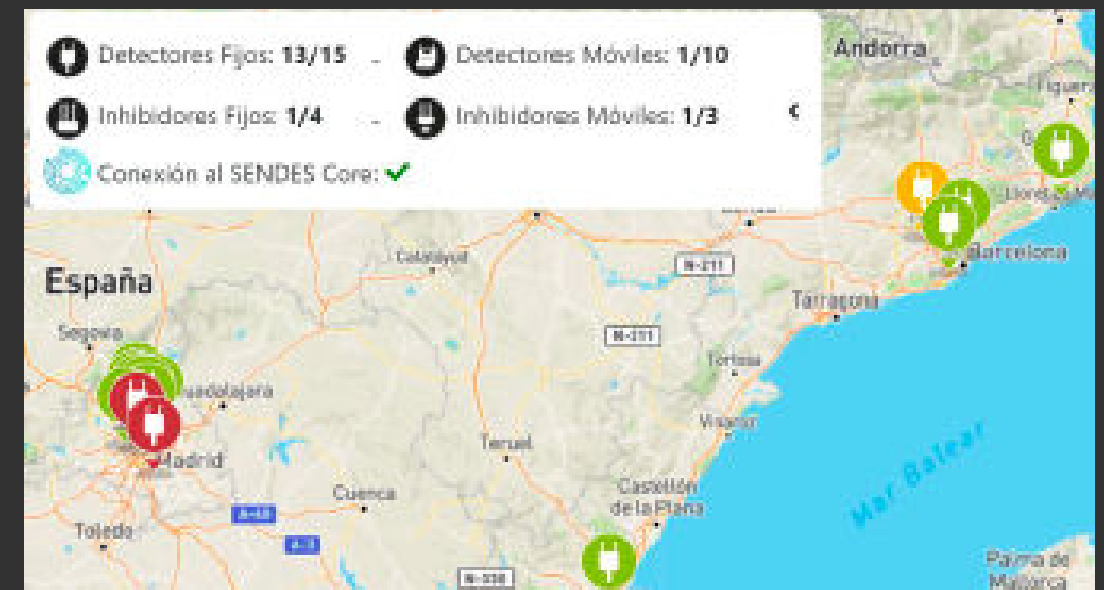 Detectores Fijos: 13/15 - Detectores Móviles: 1/10
Inhibidores Fijos: 1/4 - Inhibidores Móviles: 1/3
Conexión al SENDES Core: ✔
Andorra
Barcelona
Calatayud
N-211
España
Tarragona
Segovia
N-211
Tortosa
Guadalajara
Vinaròs
Teruel
Madrid
Mar Balear
Cuenca
Castellón
de la Plana
A-40
Toledo
A-3
Palma de
Mallorca
N-330